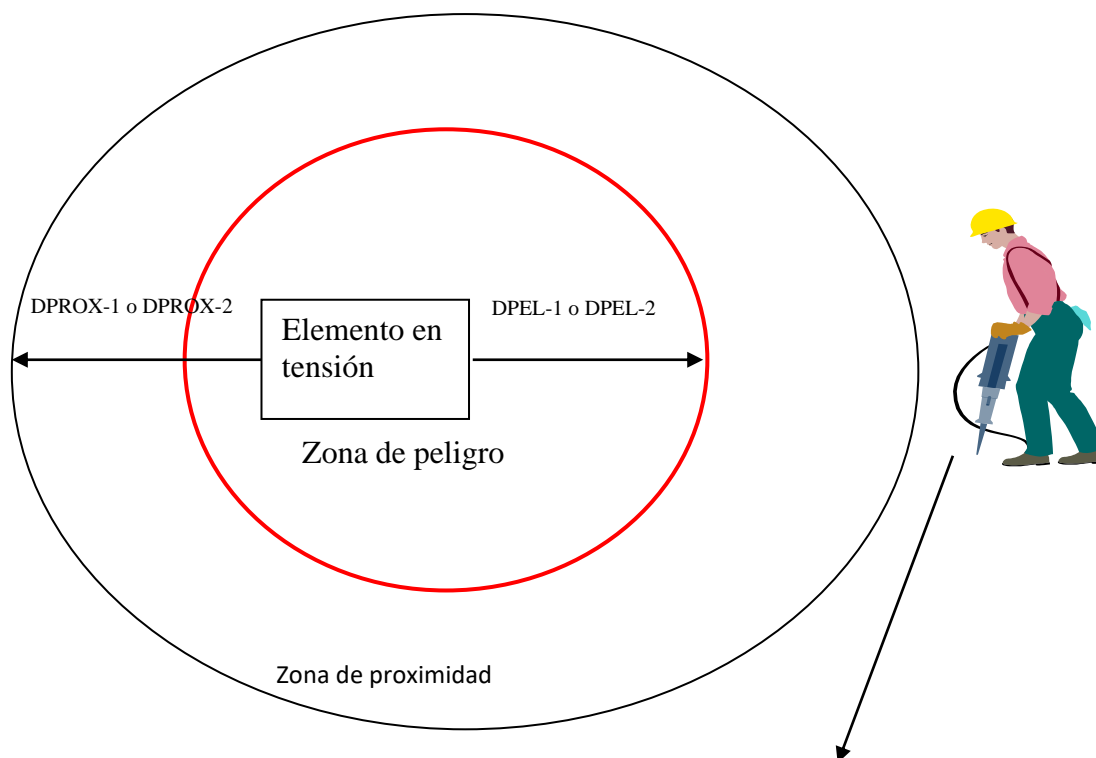 DPROX-1 o DPROX-2
DPEL-1 o DPEL-2
Elemento en
tensión
Zona de peligro
Zona de proximidad